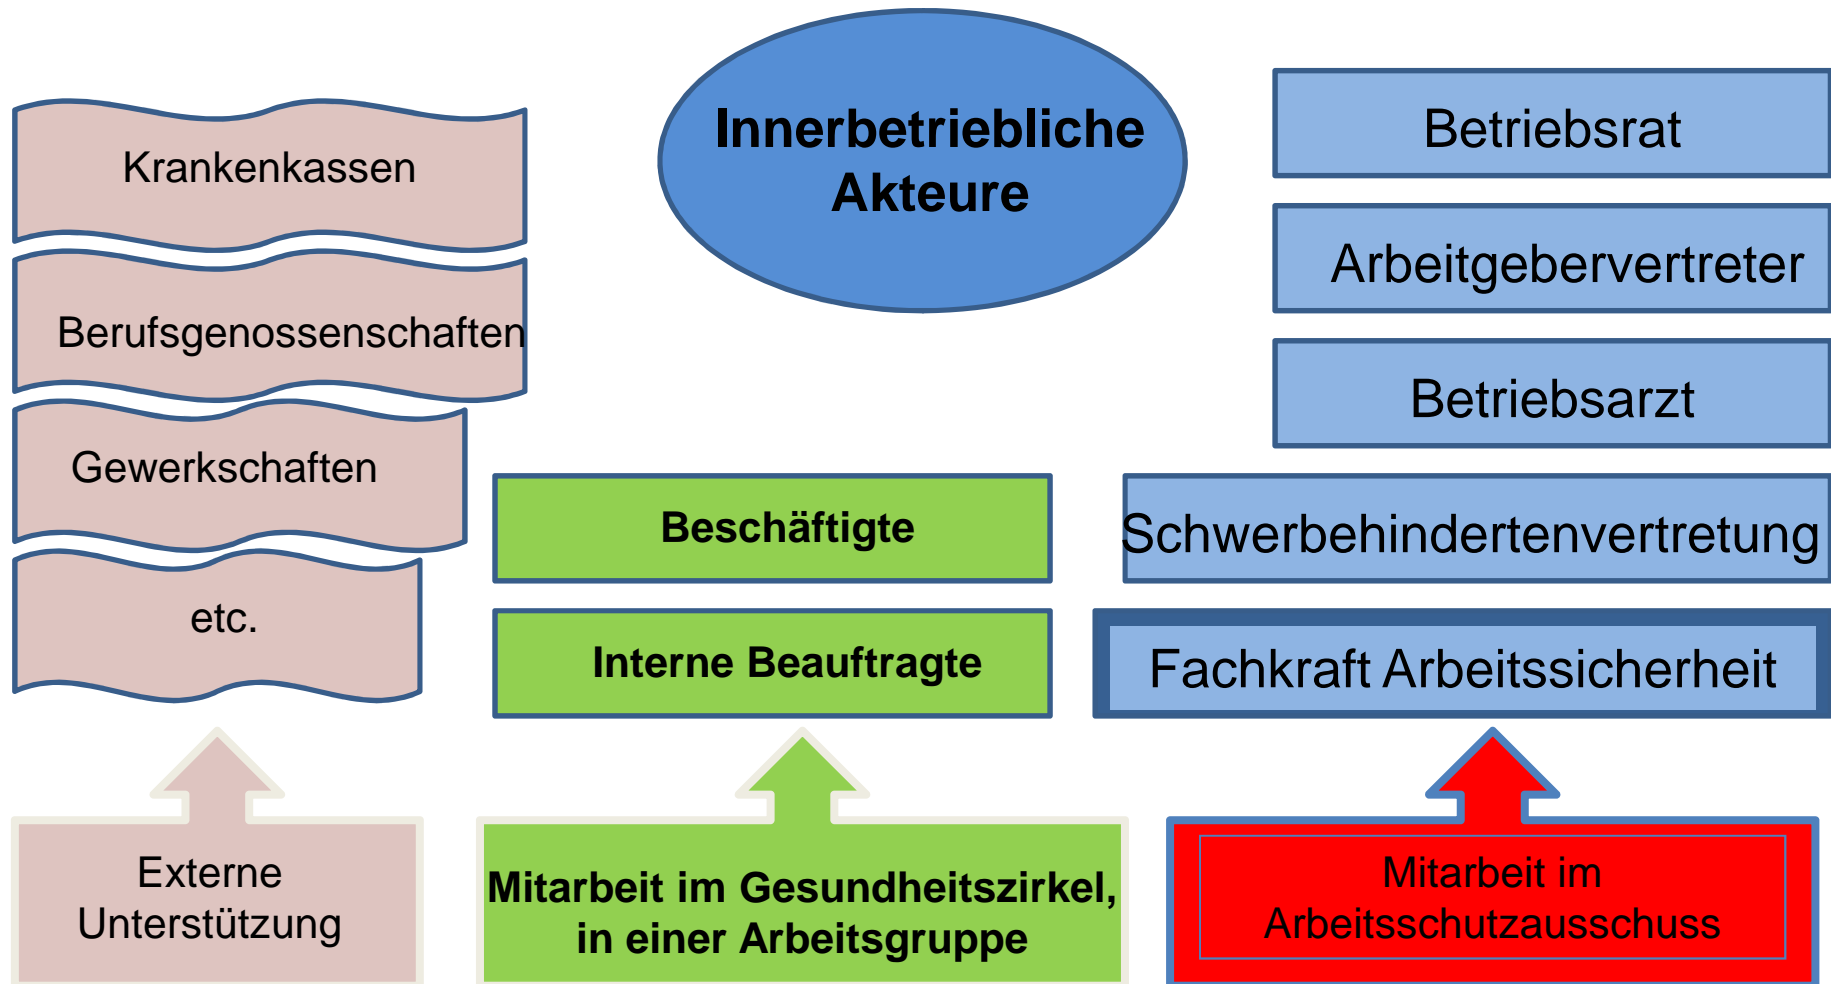 Innerbetriebliche
Akteure
Krankenkassen
Berufsgenossenschaften
Gewerkschaften
etc.
Externe
Unterstützung
Beschäftigte
Interne Beauftragte
Mitarbeit im Gesundheitszirkel,
in einer Arbeitsgruppe
Betriebsrat
Arbeitgebervertreter
Betriebsarzt
Schwerbehindertenvertretung
Fachkraft Arbeitssicherheit
Mitarbeit im
Arbeitsschutzausschuss